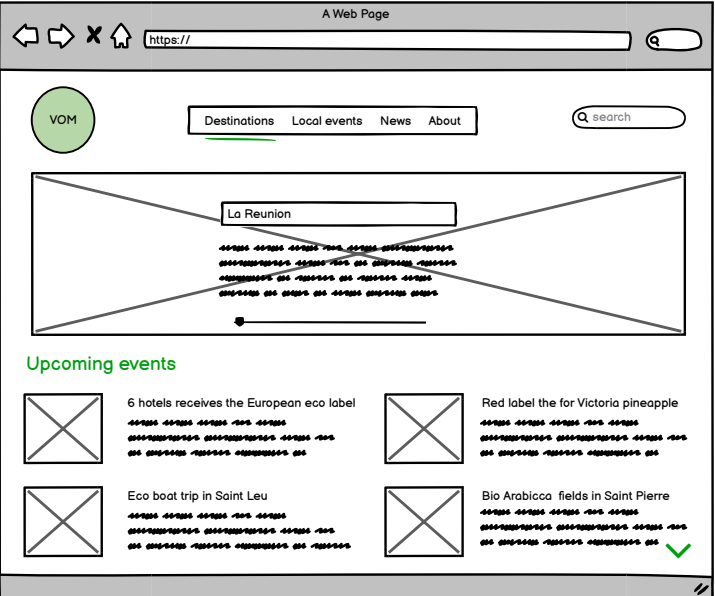 A Web Page
https://
VOM
Destinations Local events News About
search
La Reunion
Upcoming events
6 hotels receives the European eco label
Red label the for Victoria pineapple
Eco boat trip in Saint Leu
Bio Arabicca fields in Saint Pierre